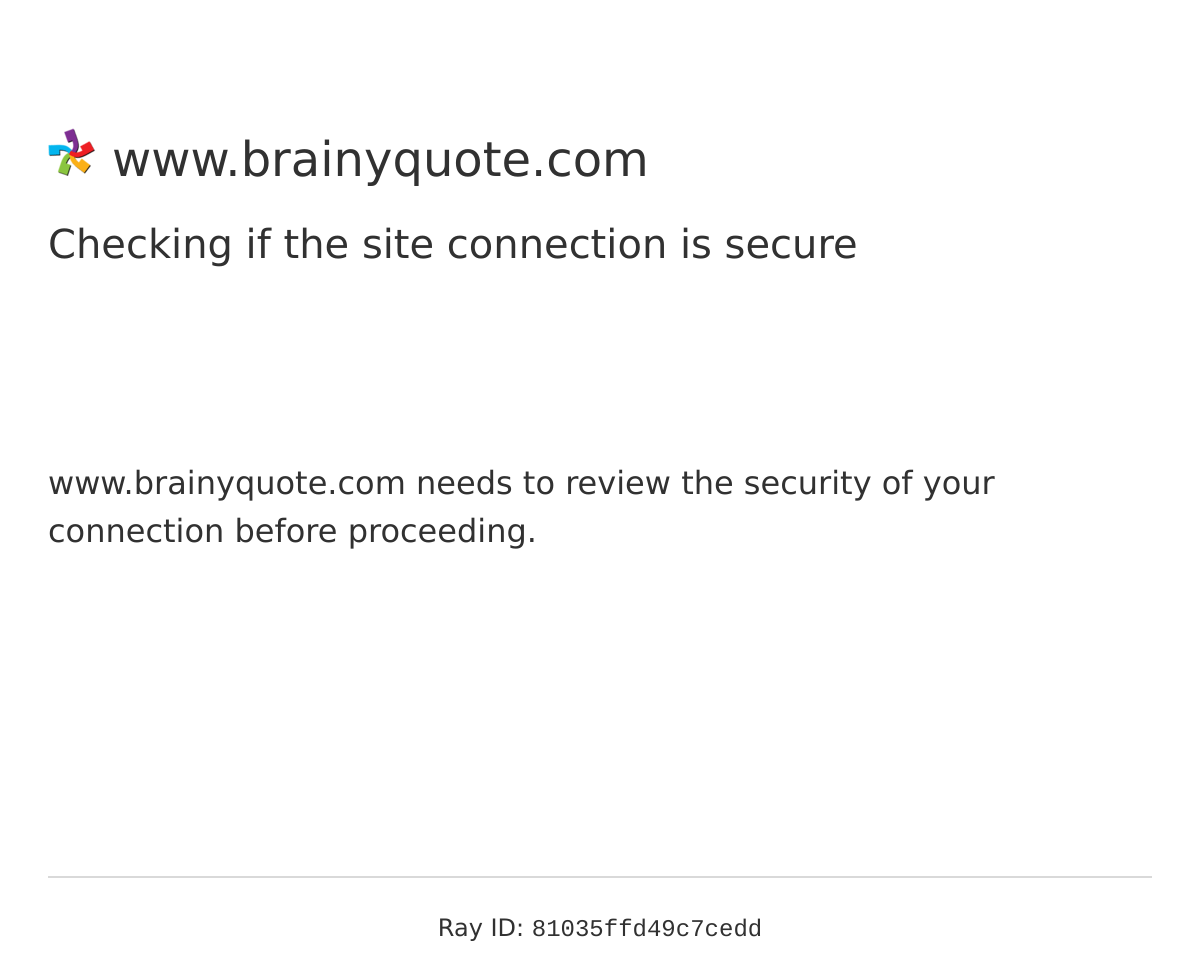 www.brainyquote.com
Checking if the site connection is secure
www.brainyquote.com needs to review the security of your
connection before proceeding.
Ray ID: 81035ffd49c7cedd